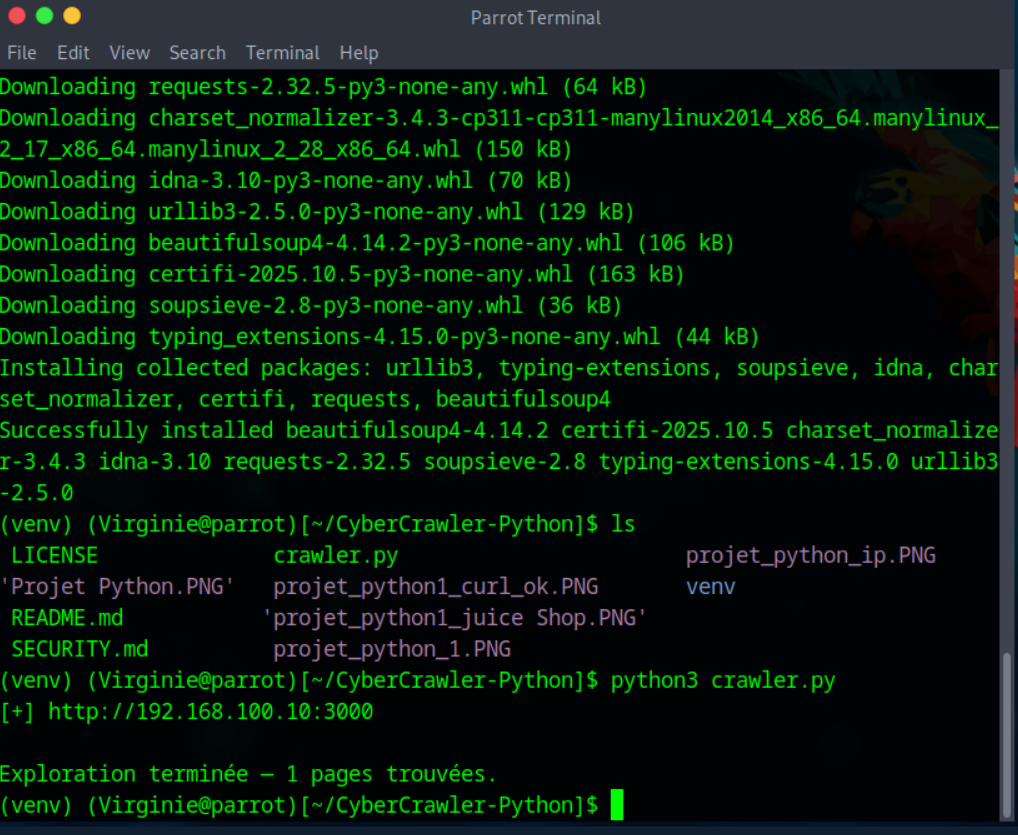 Parrot Terminal
File Edit View Search Terminal Help
Downloading requests-2.32.5-py3-none-any.whl (64 kB)
Downloading charset_normalizer-3.4.3-cp311-cp311-manylinux2014_x86_64.manylinux_
2_17_x86_64.manylinux_2_28_x86_64.whl (150 kB)
Downloading idna-3.10-py3-none-any.whl (70 kB)
Downloading urllib3-2.5.0-py3-none-any.whl (129 kB)
Downloading beautifulsoup4-4.14.2-py3-none-any.whl (106 kB)
Downloading certifi-2025.10.5-py3-none-any.whl (163 kB)
Downloading soupsieve-2.8-py3-none-any.whl (36 kB)
Downloading typing_extensions-4.15.0-py3-none-any.whl (44 kB)
Installing collected packages: urllib3, typing-extensions, soupsieve, idna, char
set_normalizer, certifi, requests, beautifulsoup4
Successfully installed beautifulsoup4-4.14.2 certifi-2025.10.5 charset_normalize
r-3.4.3 idna-3.10 requests-2.32.5 soupsieve-2.8 typing-extensions-4.15.0 urllib3
-2.5.0
(venv) (Virginie@parrot)[~/CyberCrawler-Python]$ ls
LICENSE crawler.py projet_python_ip.PNG
'Projet Python.PNG' projet_python1_curl_ok.PNG venv
README.md 'projet_python1_juice Shop.PNG'
SECURITY.md projet_python_1.PNG
(venv) (Virginie@parrot)[~/CyberCrawler-Python]$ python3 crawler.py
[+] http://192.168.100.10:3000
Exploration terminée — 1 pages trouvées.
(venv) (Virginie@parrot)[~/CyberCrawler-Python]$